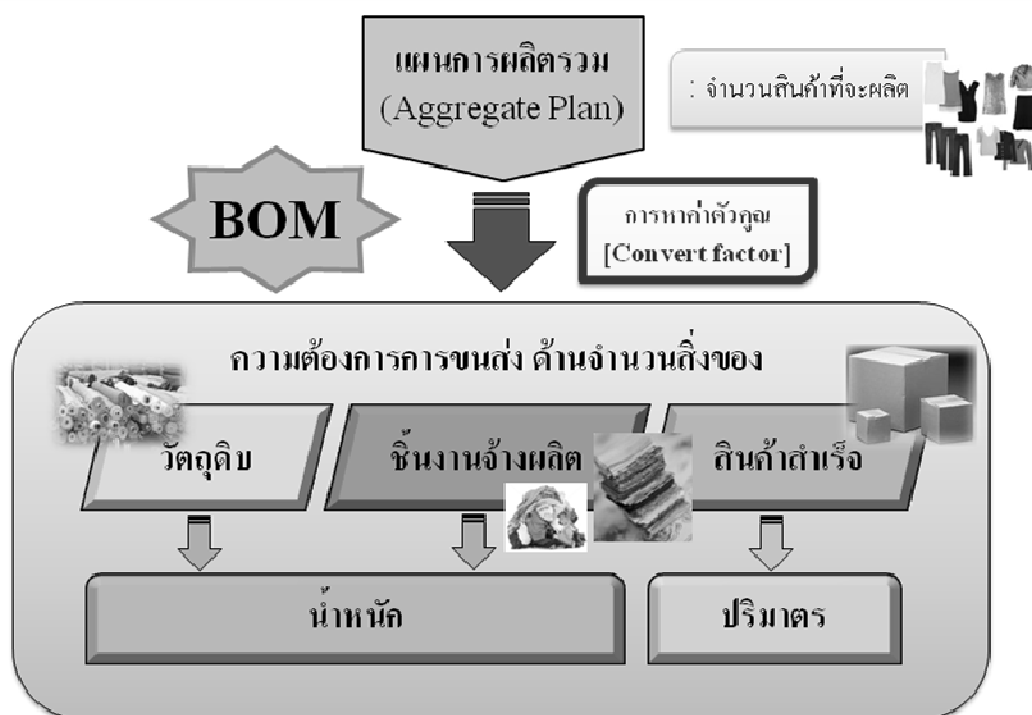 แผนการผลิตรวม
(Aggregate Plan)
: จำนวนสินค้าที่จะผลิต
BOM
การหาค่าตัวคูณ
[Convert factor]
ความต้องการการขนส่ง ด้านจำนวนสิ่งของ
วัตถุดิบ
ชิ้นงานจ้างผลิต
สินค้าสำเร็จ
น้ำหนัก
ปริมาตร